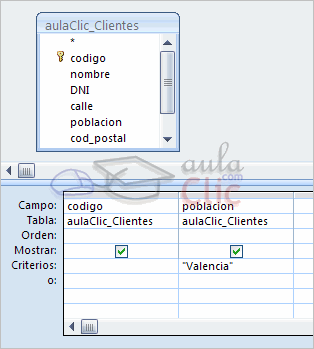 aulaClic_Clientes
*
codigo
nombre
DNI
calle
poblacion
cod_postal
aula
.com
Clic
Campo: codigo poblacion
Tabla: aulaClic_Clientes aulaClic_Clientes
Orden:
Mostrar:
Criterios: "Valencia"
o: